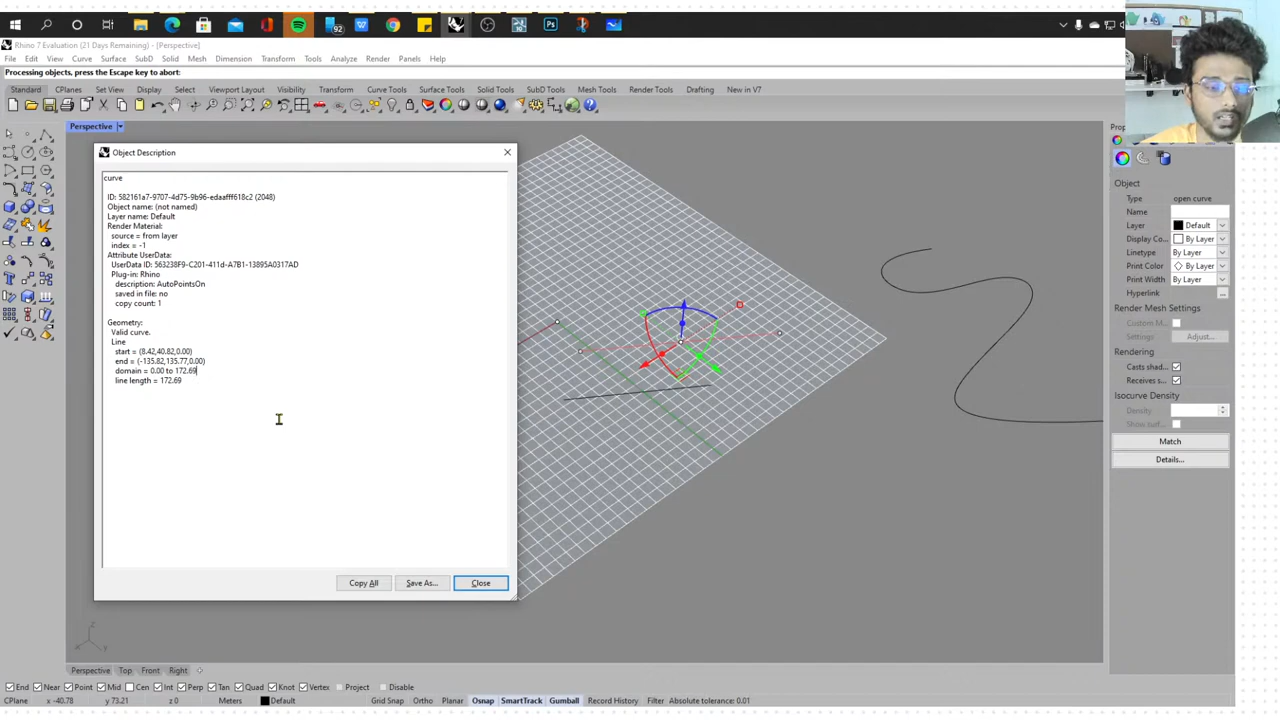 92
Rhino 7 Evaluation (21 Days Remaining) - [Perspective]
File Edit View Curve Surface SubD Solid Mesh Dimension Transform Tools Analyze Render Panels Help
Processing objects, press the Escape key to abort:
Standard CPlanes Set View Display Select Viewport Layout Visibility Transform Curve Tools Surface Tools Solid Tools SubD Tools Mesh Tools Render Tools Drafting New in V7
Perspective
Object Description
curve
ID: 582161a7-9707-4d75-9b96-edaafff618c2 (2048)
Object name: (not named)
Layer name: Default
Render Material:
source = from layer
index = -1
Attribute UserData:
UserData ID: 563238F9-C201-411d-A7B1-13895A0317AD
Plug-in: Rhino
description: AutoPointsOn
saved in file: no
copy count: 1
Geometry:
Valid curve.
Line
start = (8.42,40.82,0.00)
end = (-135.82,135.77,0.00)
domain = 0.00 to 172.69
line length = 172.69
Copy All Save As... Close
Object
Type open curve
Name
Layer Default
Display Co... By Layer
Linetype By Layer
Print Color By Layer
Print Width By Layer
Hyperlink ...
Render Mesh Settings
Custom M...
Settings Adjust...
Rendering
Casts shad...
Receives s...
Isocurve Density
Density
Show surf...
Match
Details...
z
y
x
Perspective Top Front Right
End Near Point Mid Cen Int Perp Tan Quad Knot Vertex Project Disable
CPlane x -40.78 y 73.21 z 0 Meters Default Grid Snap Ortho Planar Osnap SmartTrack Gumball Record History Filter Absolute tolerance: 0.01